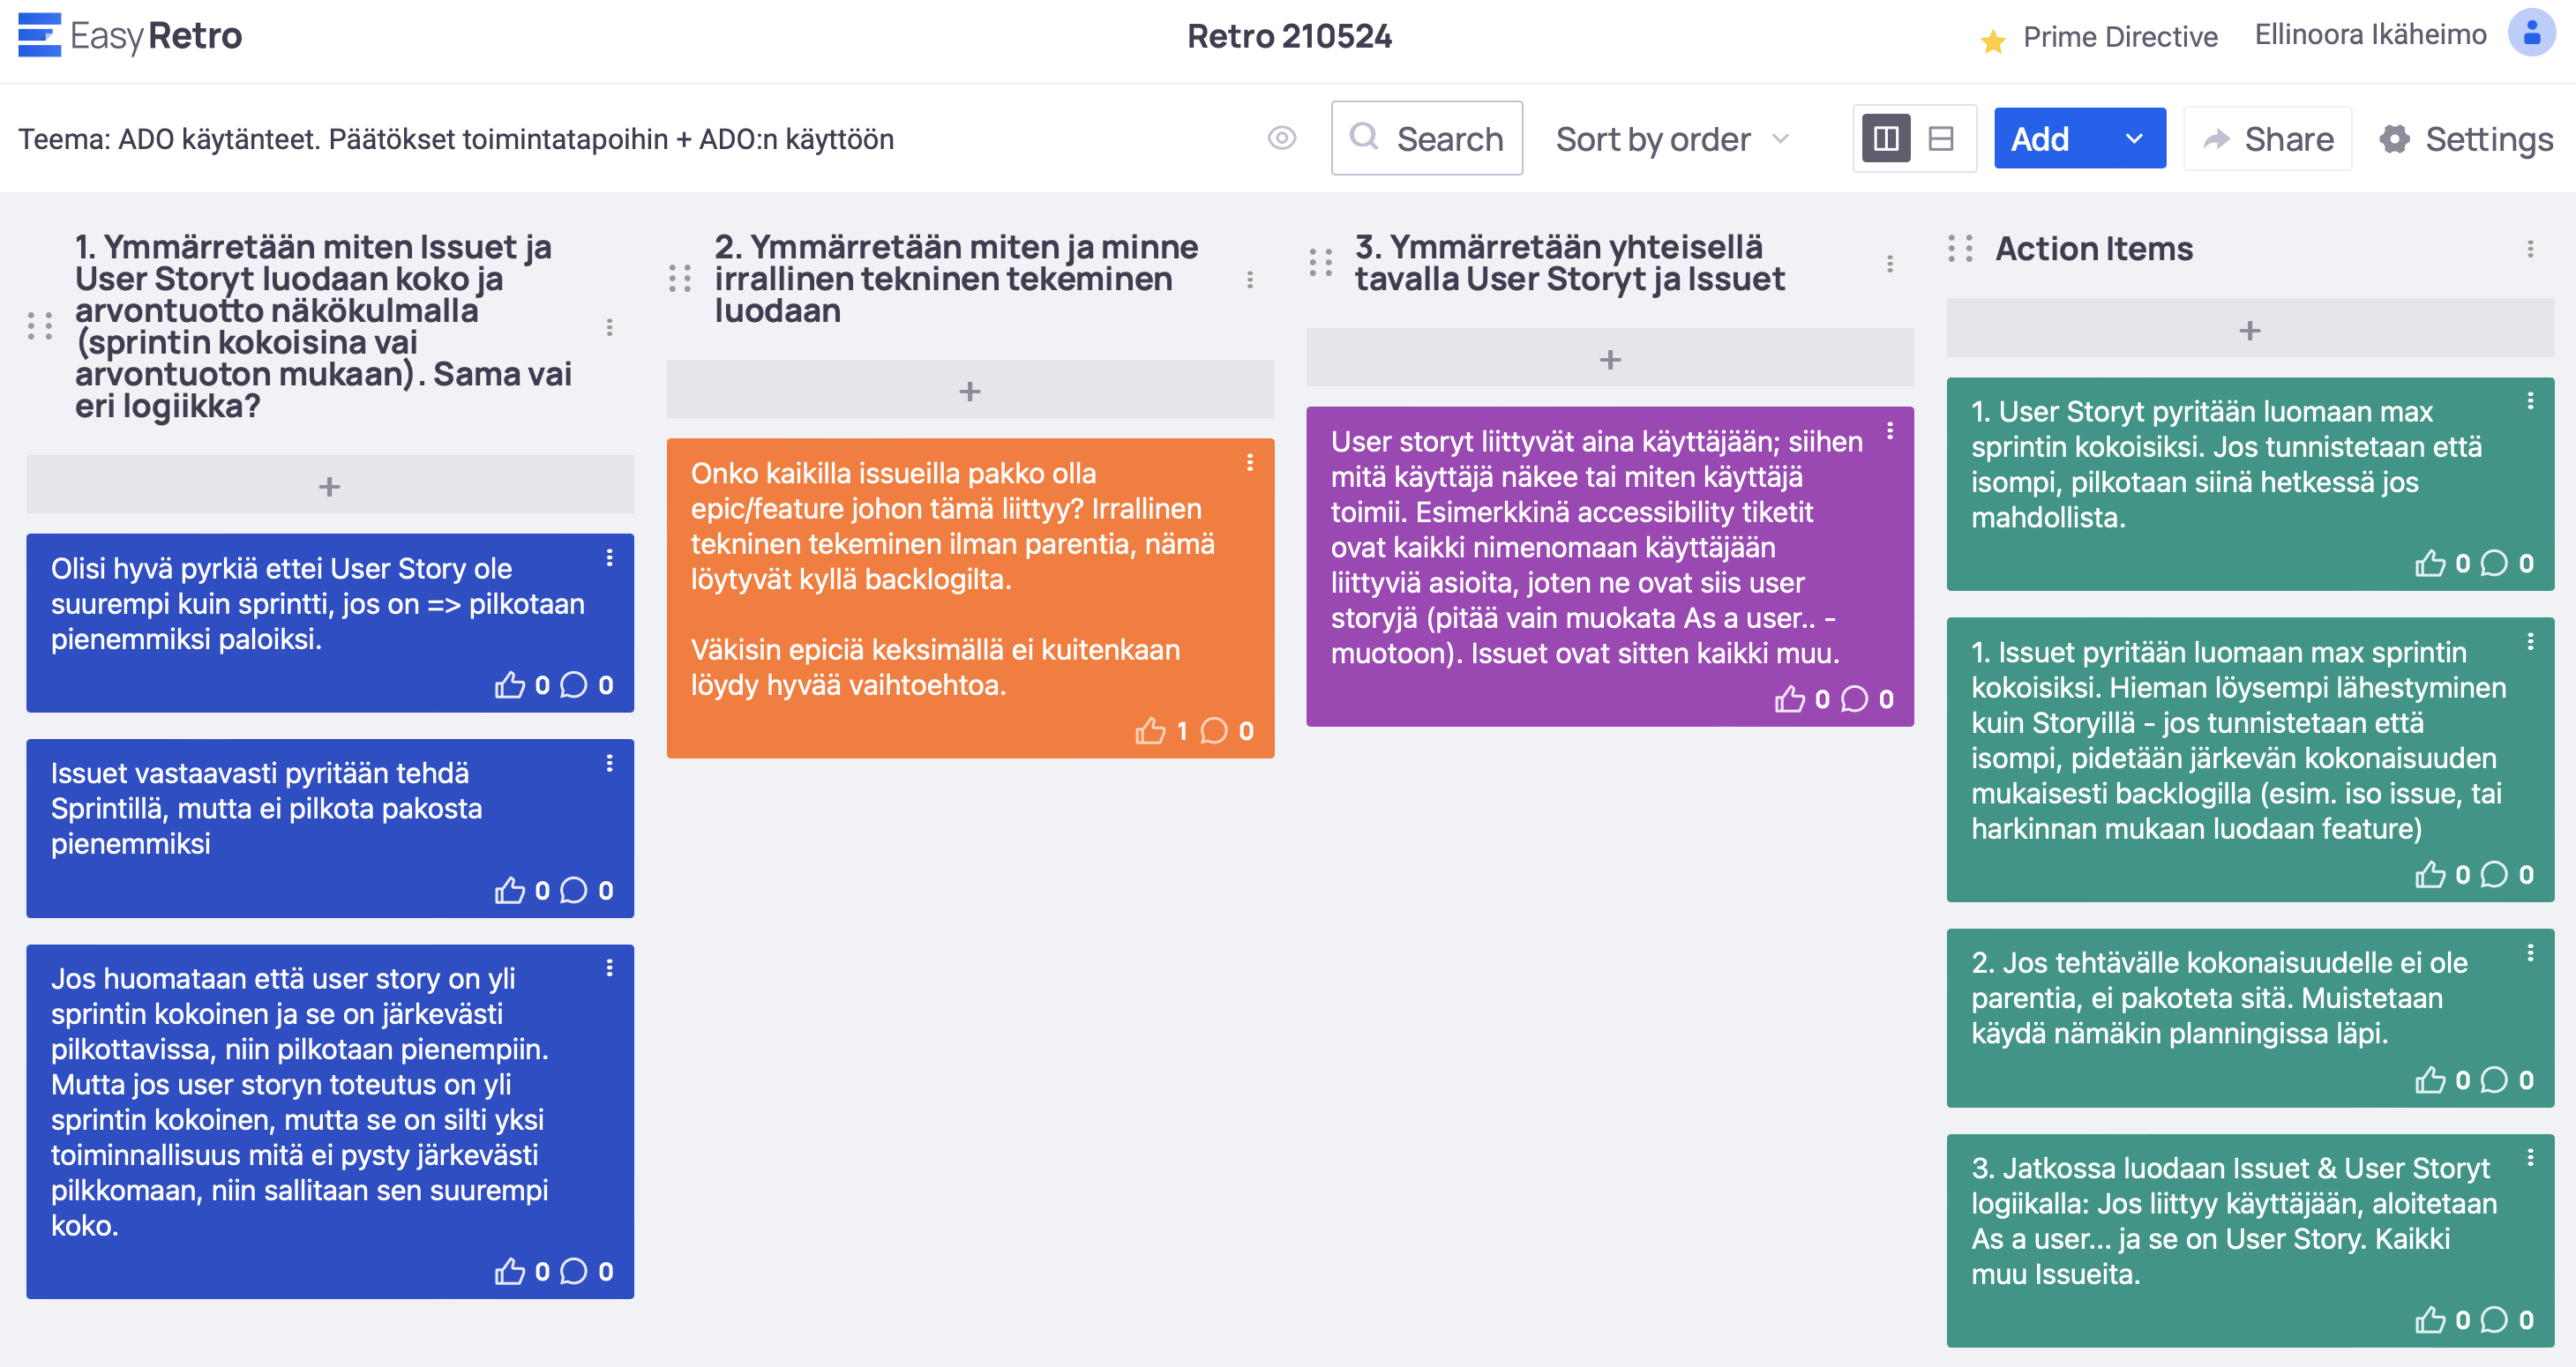 EasyRetro
Retro 210524
Prime Directive
Ellinoora Ikäheimo
Teema: ADO käytänteet. Päätökset toimintatapoihin + ADO:n käyttöön
Search
Sort by order
Add
Share
Settings
1. Ymmärretään miten Issuet ja
User Storyt luodaan koko ja
arvontuotto näkökulmalla
(sprintin kokoisina vai
arvontuoton mukaan). Sama vai
eri logiikka?
+
Olisi hyvä pyrkiä ettei User Story ole
suurempi kuin sprintti, jos on => pilkotaan
pienemmiksi paloiksi.
0 0
Issuet vastaavasti pyritään tehdä
Sprintillä, mutta ei pilkota pakosta
pienemmiksi
0 0
Jos huomataan että user story on yli
sprintin kokoinen ja se on järkevästi
pilkottavissa, niin pilkotaan pienempiin.
Mutta jos user storyn toteutus on yli
sprintin kokoinen, mutta se on silti yksi
toiminnallisuus mitä ei pysty järkevästi
pilkkomaan, niin sallitaan sen suurempi
koko.
0 0
2. Ymmärretään miten ja minne
irrallinen tekninen tekeminen
luodaan
+
Onko kaikilla issueilla pakko olla
epic/feature johon tämä liittyy? Irrallinen
tekninen tekeminen ilman parentia, nämä
löytyvät kyllä backlogilta.
Väkisin epiciä keksimällä ei kuitenkaan
löydy hyvää vaihtoehtoa.
1 0
3. Ymmärretään yhteisellä
tavalla User Storyt ja Issuet
+
User storyt liittyvät aina käyttäjään; siihen
mitä käyttäjä näkee tai miten käyttäjä
toimii. Esimerkkinä accessibility tiketit
ovat kaikki nimenomaan käyttäjään
liittyviä asioita, joten ne ovat siis user
storyjä (pitää vain muokata As a user.. -
muotoon). Issuet ovat sitten kaikki muu.
0 0
Action Items
+
1. User Storyt pyritään luomaan max
sprintin kokoisiksi. Jos tunnistetaan että
isompi, pilkotaan siinä hetkessä jos
mahdollista.
0 0
1. Issuet pyritään luomaan max sprintin
kokoisiksi. Hieman löysempi lähestyminen
kuin Storyillä - jos tunnistetaan että
isompi, pidetään järkevän kokonaisuuden
mukaisesti backlogilla (esim. iso issue, tai
harkinnan mukaan luodaan feature)
0 0
2. Jos tehtävälle kokonaisuudelle ei ole
parentia, ei pakoteta sitä. Muistetaan
käydä nämäkin planningissa läpi.
0 0
3. Jatkossa luodaan Issuet & User Storyt
logiikalla: Jos liittyy käyttäjään, aloitetaan
As a user... ja se on User Story. Kaikki
muu Issueita.
0 0